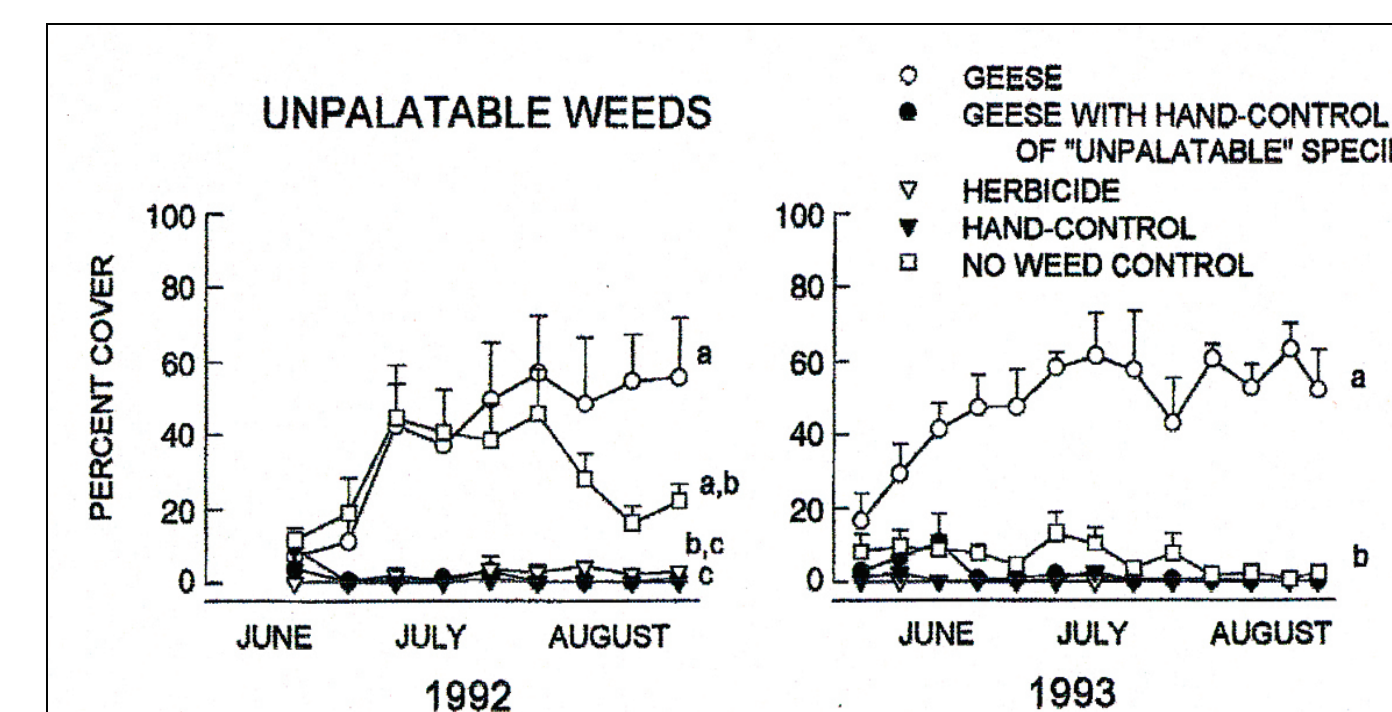 UNPALATABLE WEEDS
GEESE
GEESE WITH HAND-CONTROL
OF "UNPALATABLE"
HERBICIDE
HAND-CONTROL
NO WEED CONTROL
PERCENT COVER
100
80
60
40
20
0
a
a,b
b,c
c
JUNE JULY AUGUST
1992
100
80
60
40
20
0
a
b
JUNE JULY AUGUST
1993